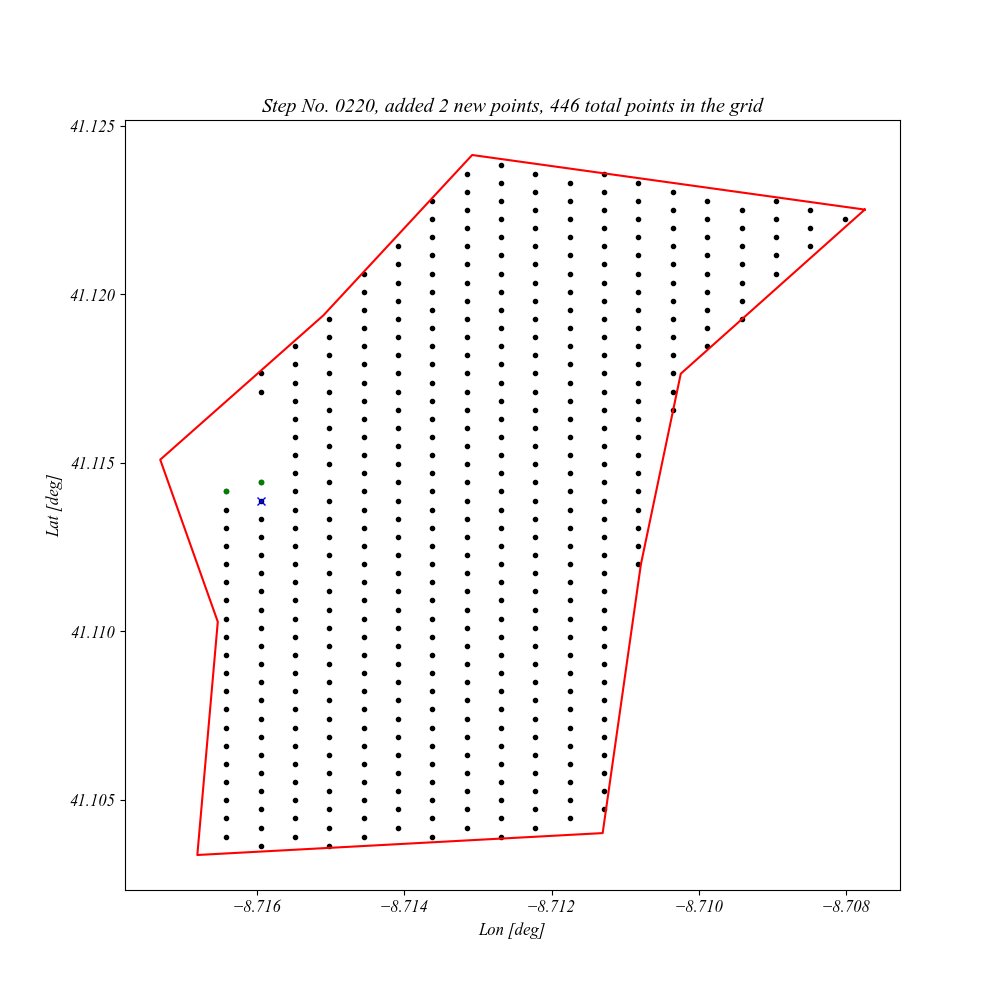 Step No. 0220, added 2 new points, 446 total points in the grid
41.125
41.120
41.115
41.110
41.105
Lat [deg]
−8.716 −8.714 −8.712 −8.710 −8.708
Lon [deg]